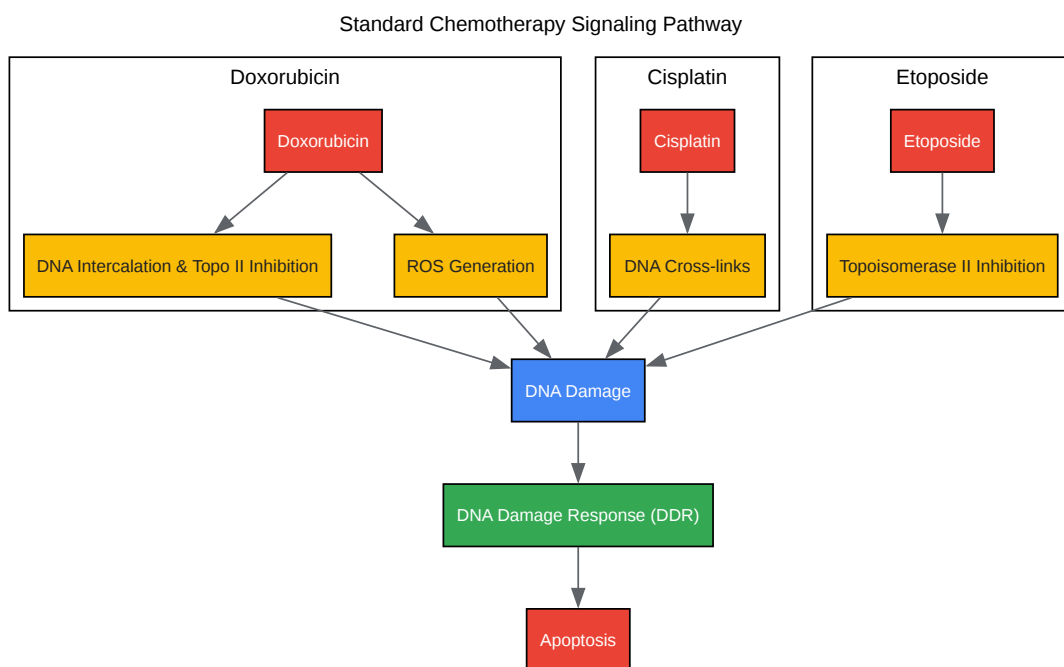 Standard Chemotherapy Signaling Pathway
Doxorubicin
Cisplatin
Etoposide
Doxorubicin
Cisplatin
Etoposide
DNA Intercalation & Topo II Inhibition
ROS Generation
DNA Cross-links
Topoisomerase II Inhibition
DNA Damage
DNA Damage Response (DDR)
Apoptosis